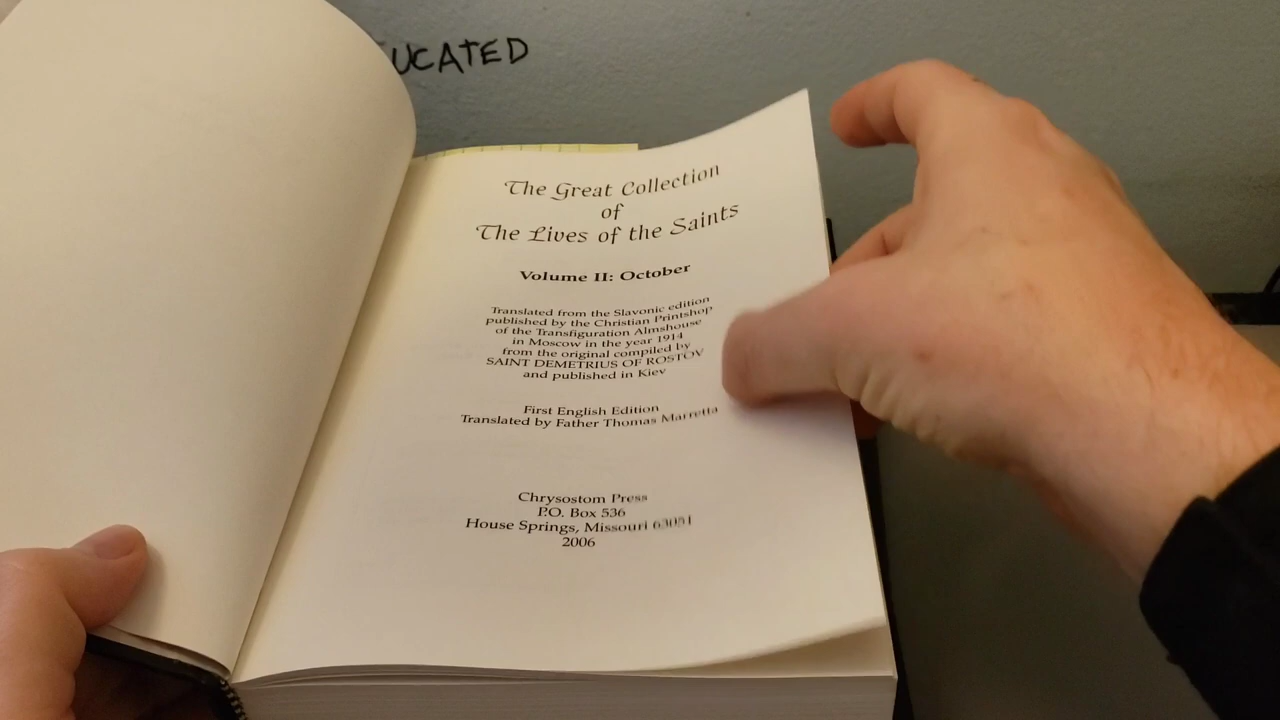 UCATED
The Great Collection
of
The Lives of the Saints
Volume II: October
Translated from the Slavonic edition
published by the Christian Printshop
of the Transfiguration Almshouse
in Moscow in the year 1914
from the original compiled by
SAINT DEMETRIUS OF ROSTOV
and published in Kiev
First English Edition
Translated by Father Thomas Marretta
Chrysostom Press
P.O. Box 536
House Springs, Missouri 63051
2006